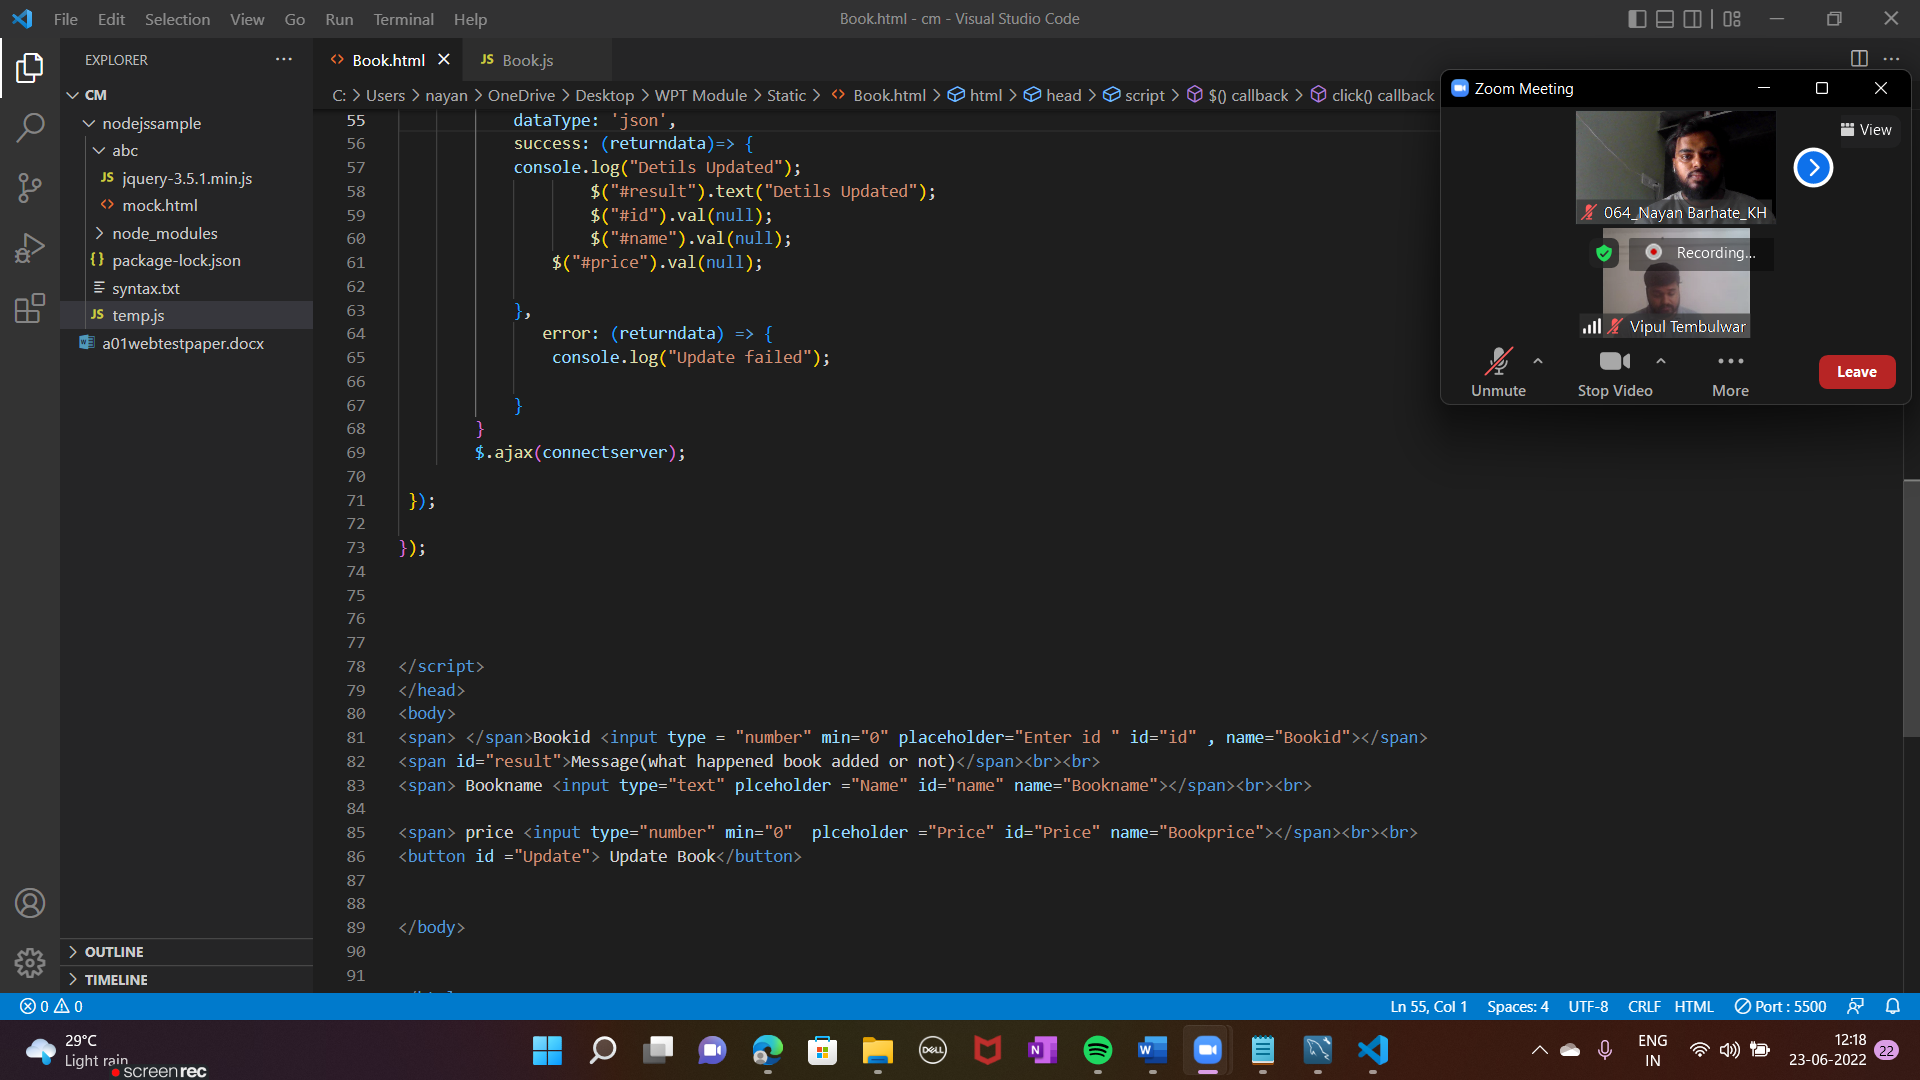 File Edit Selection View Go Run Terminal Help
Book.html - cm - Visual Studio Code
EXPLORER
Book.html
JS Book.js
C: > Users > nayan > OneDrive > Desktop > WPT Module > Static > Book.html > html > head > script > $() callback > click() callback
CM
nodejssample
abc
JS jquery-3.5.1.min.js
mock.html
node_modules
{} package-lock.json
syntax.txt
JS temp.js
a01webtestpaper.docx
OUTLINE
TIMELINE
55 dataType: 'json',
56 success: (returndata)=> {
57 console.log("Detils Updated");
58 $("#result").text("Detils Updated");
59 $("#id").val(null);
60 $("#name").val(null);
61 $("#price").val(null);
62
63 },
64 error: (returndata) => {
65 console.log("Update failed");
66
67 }
68 }
69 $.ajax(connectserver);
70
71 });
72
73 });
74
75
76
77
78 </script>
79 </head>
80 <body>
81 <span> </span>Bookid <input type = "number" min="0" placeholder="Enter id " id="id" , name="Bookid"></span>
82 <span id="result">Message(what happened book added or not)</span><br><br>
83 <span> Bookname <input type="text" plceholder ="Name" id="name" name="Bookname"></span><br><br>
84
85 <span> price <input type="number" min="0"  plceholder ="Price" id="Price" name="Bookprice"></span><br><br>
86 <button id ="Update"> Update Book</button>
87
88
89 </body>
90
91
Zoom Meeting
View
064_Nayan Barhate_KH
Recording...
Vipul Tembulwar
Unmute
Stop Video
More
Leave
0 0
Ln 55, Col 1
Spaces: 4
UTF-8
CRLF
HTML
Port : 5500
29°C
Light rain
screenrec
DELL
ENG
IN
12:18
23-06-2022
22